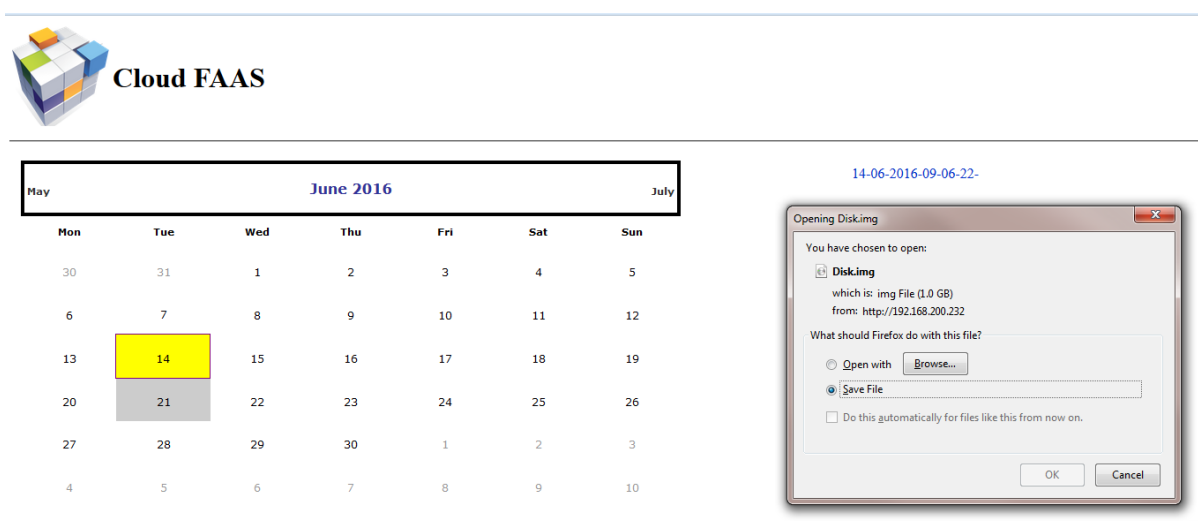 Cloud FAAS
May June 2016 July
Mon Tue Wed Thu Fri Sat Sun
30 31 1 2 3 4 5
6 7 8 9 10 11 12
13 14 15 16 17 18 19
20 21 22 23 24 25 26
27 28 29 30 1 2 3
4 5 6 7 8 9 10
14-06-2016-09-06-22-
Opening Disk.img
You have chosen to open:
Disk.img
which is: img File (1.0 GB)
from: http://192.168.200.232
What should Firefox do with this file?
Open with Browse...
Save File
Do this automatically for files like this from now on.
OK Cancel